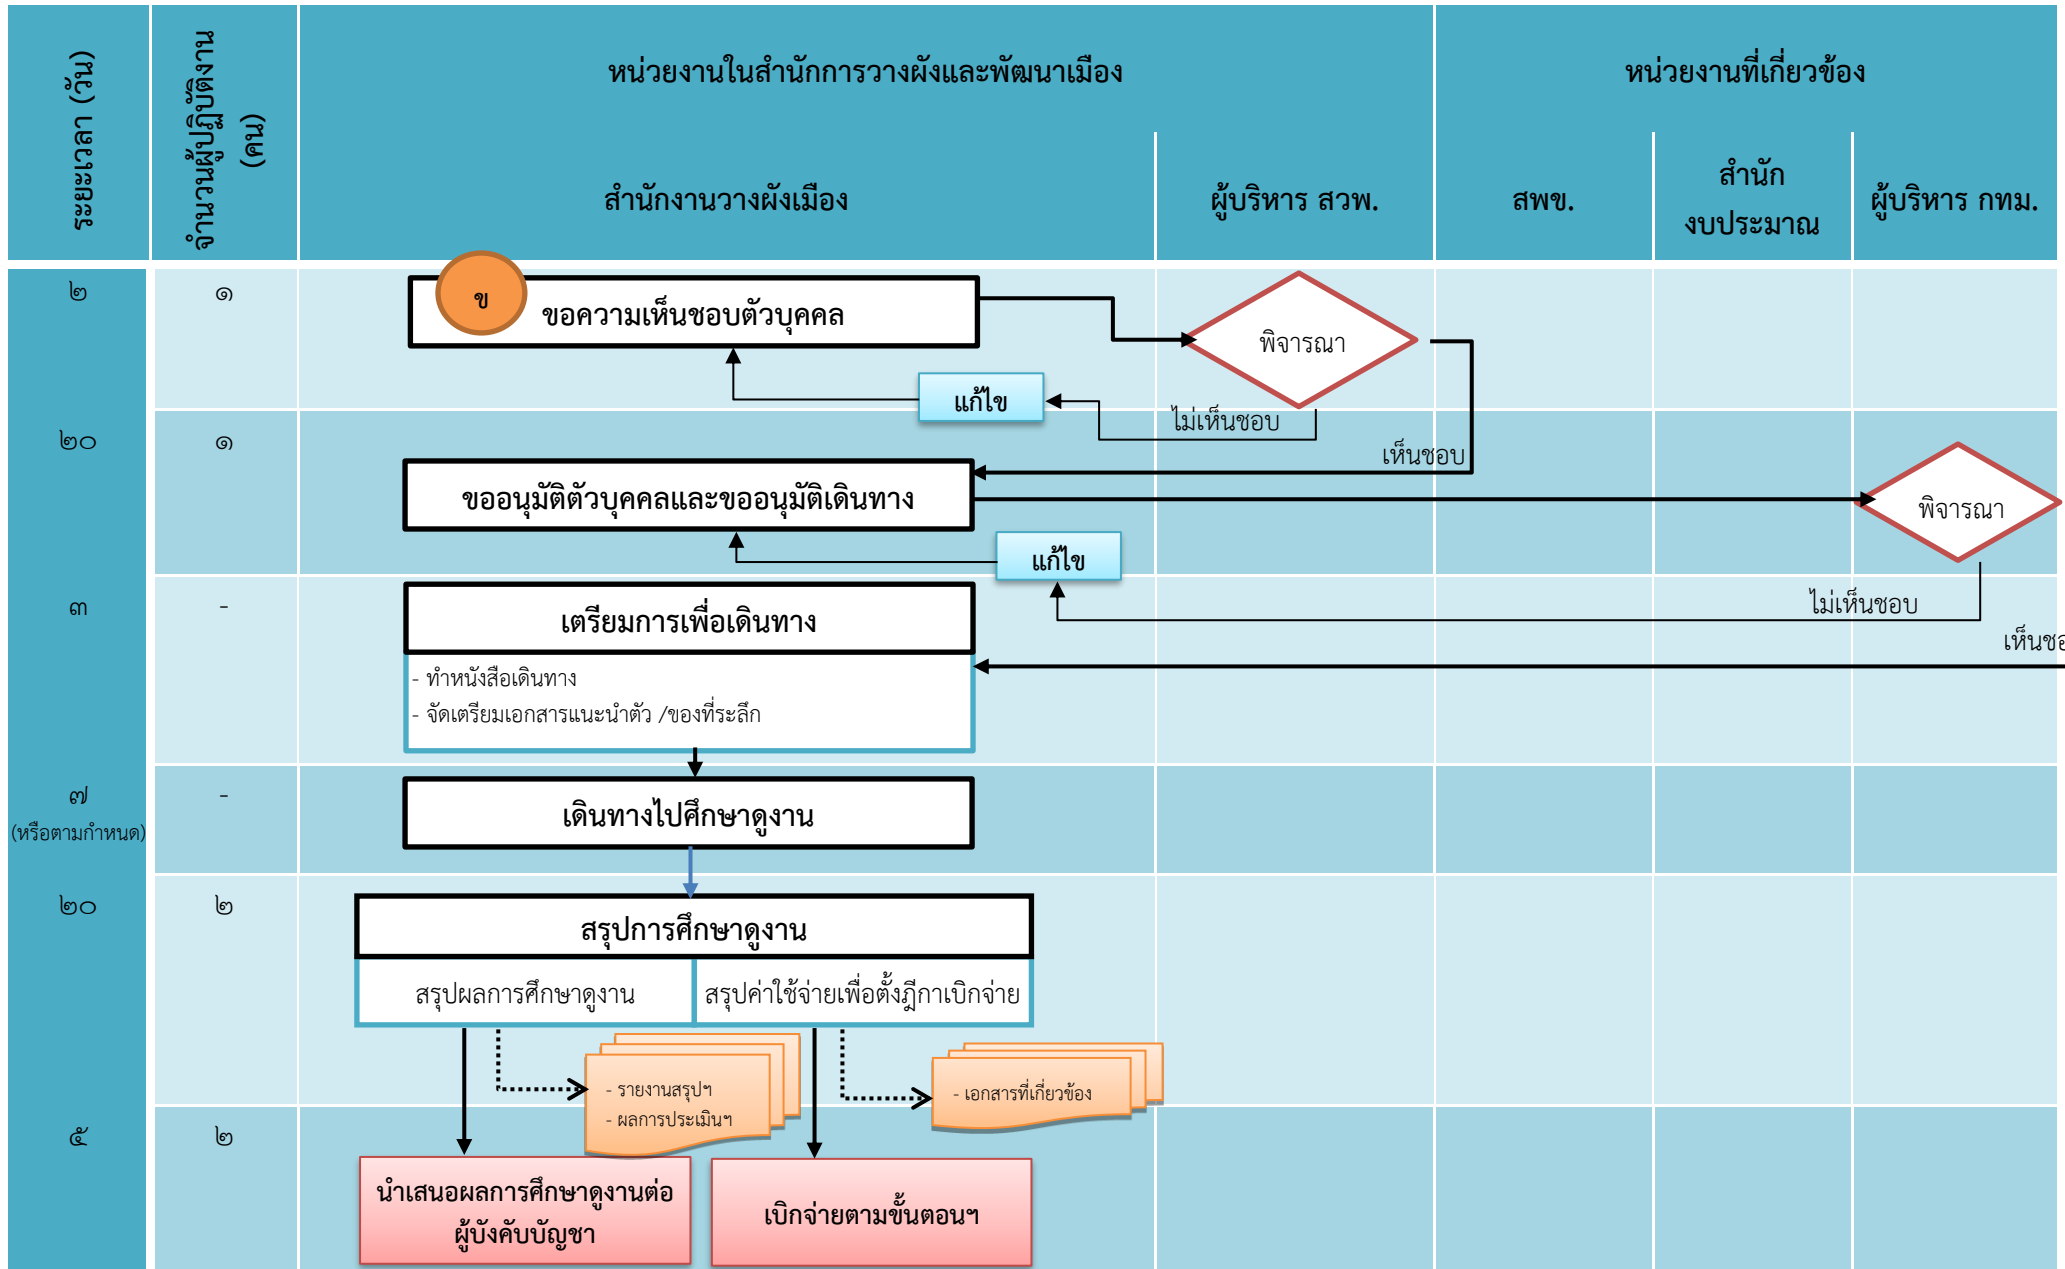 ระยะเวลา (วัน)
จำนวนผู้ปฏิบัติงาน
(คน)
หน่วยงานในสำนักการวางผังและพัฒนาเมือง
หน่วยงานที่เกี่ยวข้อง
สำนักงานวางผังเมือง
ผู้บริหาร สวพ.
สพข.
สำนัก
งบประมาณ
ผู้บริหาร กทม.
๒
๑
ข
ขอความเห็นชอบตัวบุคคล
พิจารณา
แก้ไข
ไม่เห็นชอบ
เห็นชอบ
๒๐
๑
ขออนุมัติตัวบุคคลและขออนุมัติเดินทาง
พิจารณา
แก้ไข
ไม่เห็นชอบ
เห็นชอ
๓
-
เตรียมการเพื่อเดินทาง
- ทำหนังสือเดินทาง
- จัดเตรียมเอกสารแนะนำตัว /ของที่ระลึก
๗
(หรือตามกำหนด)
-
เดินทางไปศึกษาดูงาน
๒๐
๒
สรุปการศึกษาดูงาน
สรุปผลการศึกษาดูงาน
สรุปค่าใช้จ่ายเพื่อตั้งฎีกาเบิกจ่าย
- รายงานสรุปฯ
- ผลการประเมินฯ
- เอกสารที่เกี่ยวข้อง
๕
๒
นำเสนอผลการศึกษาดูงานต่อ
ผู้บังคับบัญชา
เบิกจ่ายตามขั้นตอนฯ